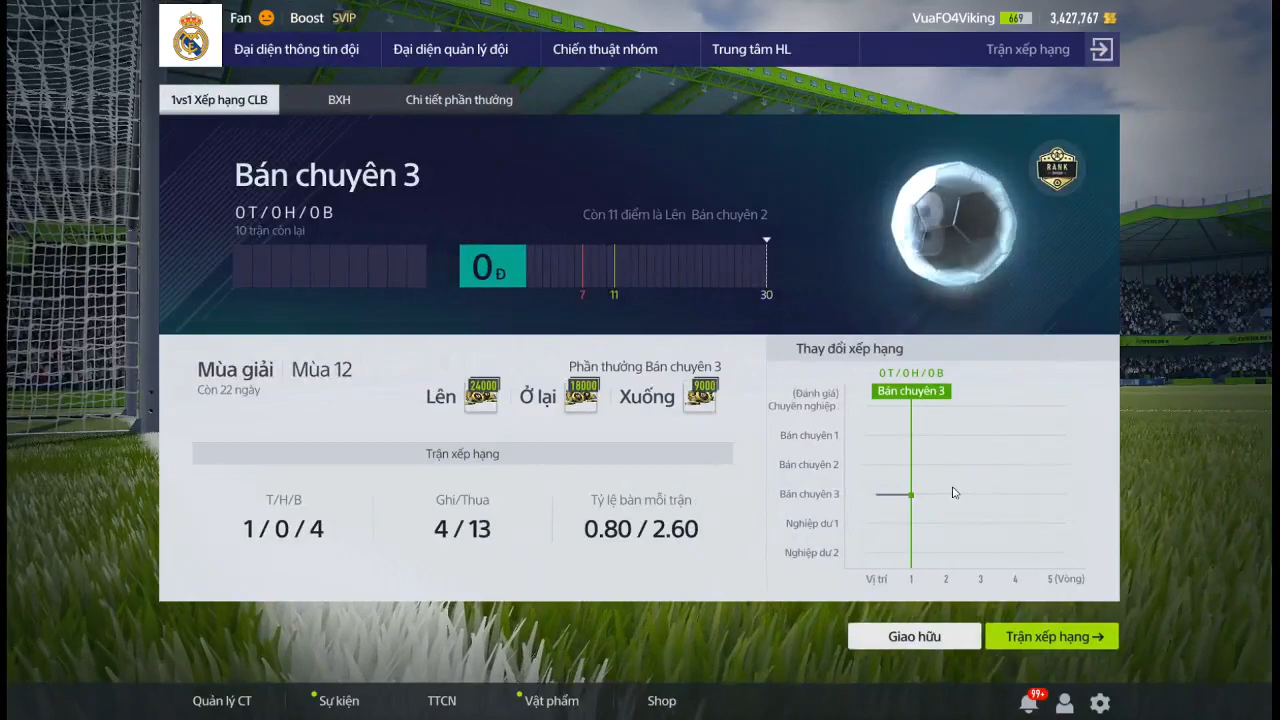 Fan Boost SVIP VuaFO4Viking 669 3,427,767
Đại diện thông tin đội Đại diện quản lý đội Chiến thuật nhóm Trung tâm HL Trận xếp hạng
1vs1 Xếp hạng CLB BXH Chi tiết phần thưởng
Bán chuyên 3
0T/0H/0B
10 trận còn lại
Còn 11 điểm là Lên Bán chuyên 2
RANK
0Đ
7 11 30
Mùa giải Mùa 12
Còn 22 ngày
Phần thưởng Bán chuyên 3
Lên 24000 Ở lại 18000 Xuống 9000
Trận xếp hạng
T/H/B Ghi/Thua Tỷ lệ bàn mỗi trận
1 / 0 / 4 4 / 13 0.80 / 2.60
Thay đổi xếp hạng
0T/0H/0B
Bán chuyên 3
(Đánh giá)
Chuyên nghiệp
Bán chuyên 1
Bán chuyên 2
Bán chuyên 3
Nghiệp dư 1
Nghiệp dư 2
Vị trí 1 2 3 4 5 (Vòng)
Giao hữu Trận xếp hạng
Quản lý CT Sự kiện TTCN Vật phẩm Shop 99+